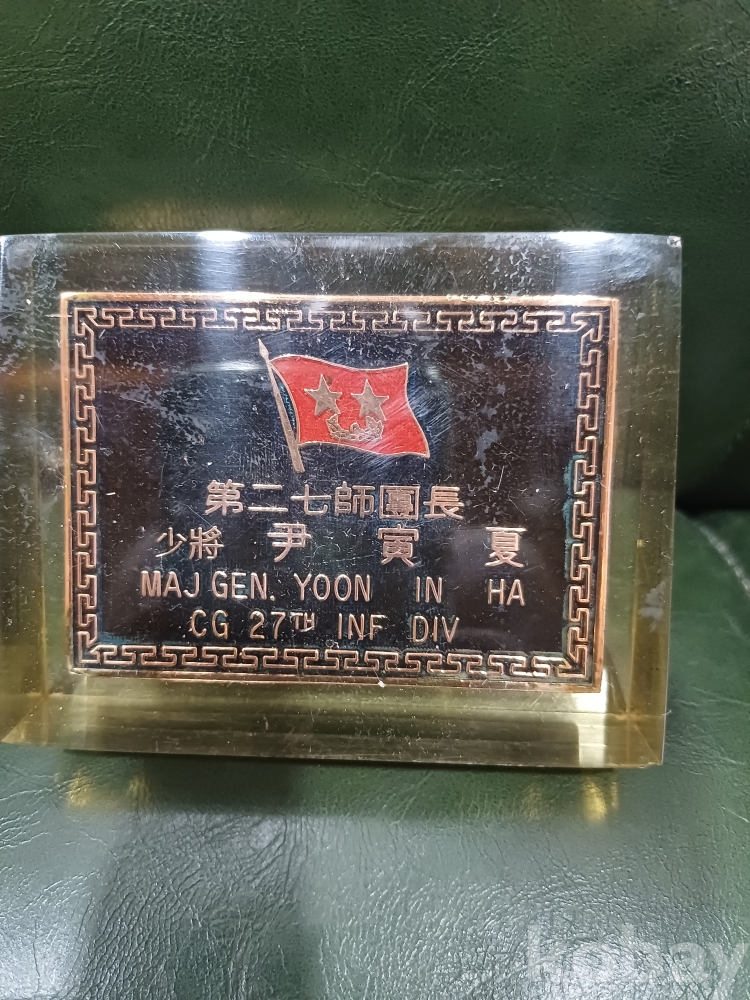 第二七師團長
少將 尹 寅 夏
MAJ GEN. YOON IN HA
CG 27TH INF DIV
kobay